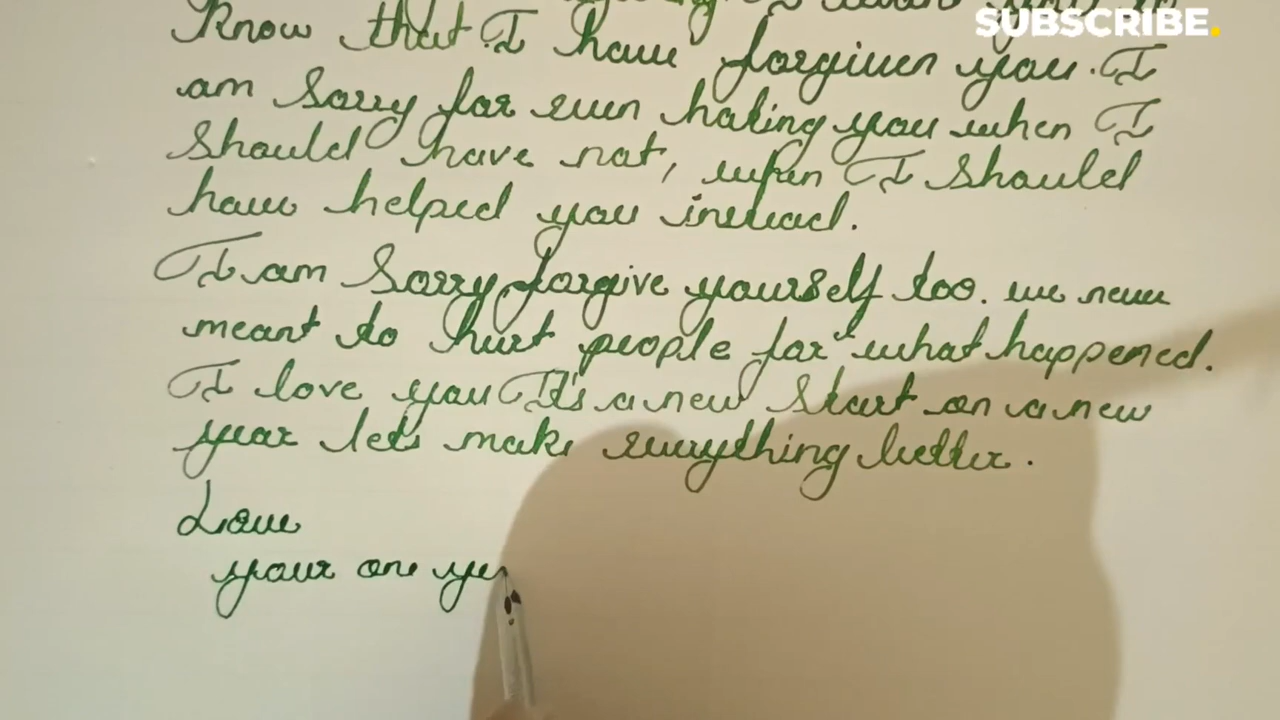 SUBSCRIBE.
Know that I have forgiven you. I
am Sorry for even hating you when I
Should have not, when I Should
have helped you instead.
I am Sorry, forgive yourself too. we never
meant to hurt people for what happened.
I love you It's a new Start on a new
year lets make everything better.
Love
your one ye